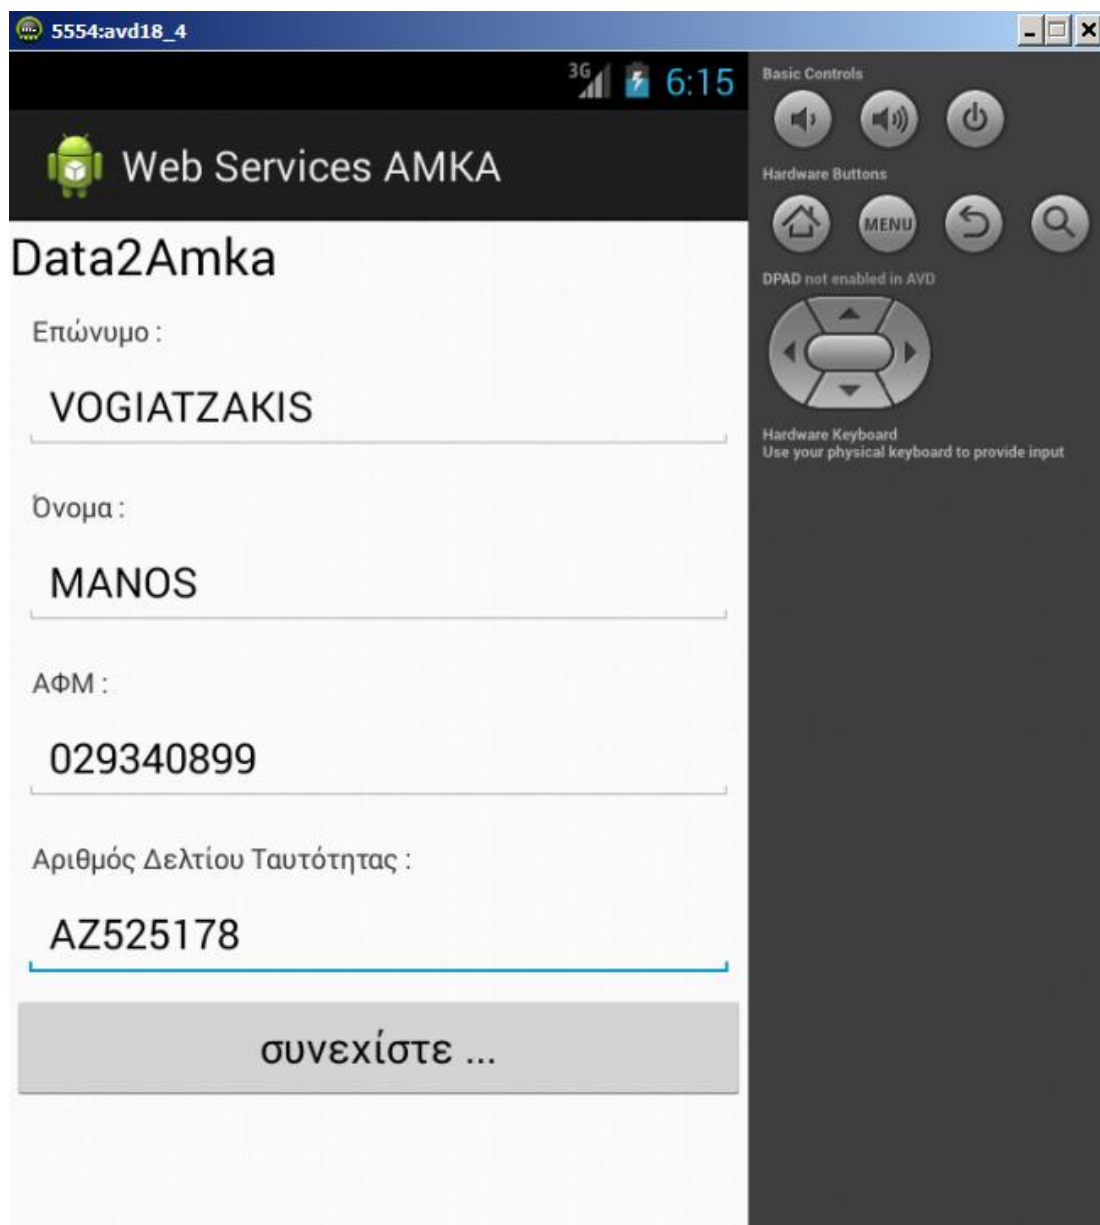 5554:avd18_4
3G 6:15
Web Services AMKA
Data2Amka
Επώνυμο :
VOGIATZAKIS
Όνομα :
MANOS
ΑΦΜ :
029340899
Αριθμός Δελτίου Ταυτότητας :
AZ525178
συνεχίστε ...
Basic Controls
Hardware Buttons
MENU
DPAD not enabled in AVD
Hardware Keyboard
Use your physical keyboard to provide input